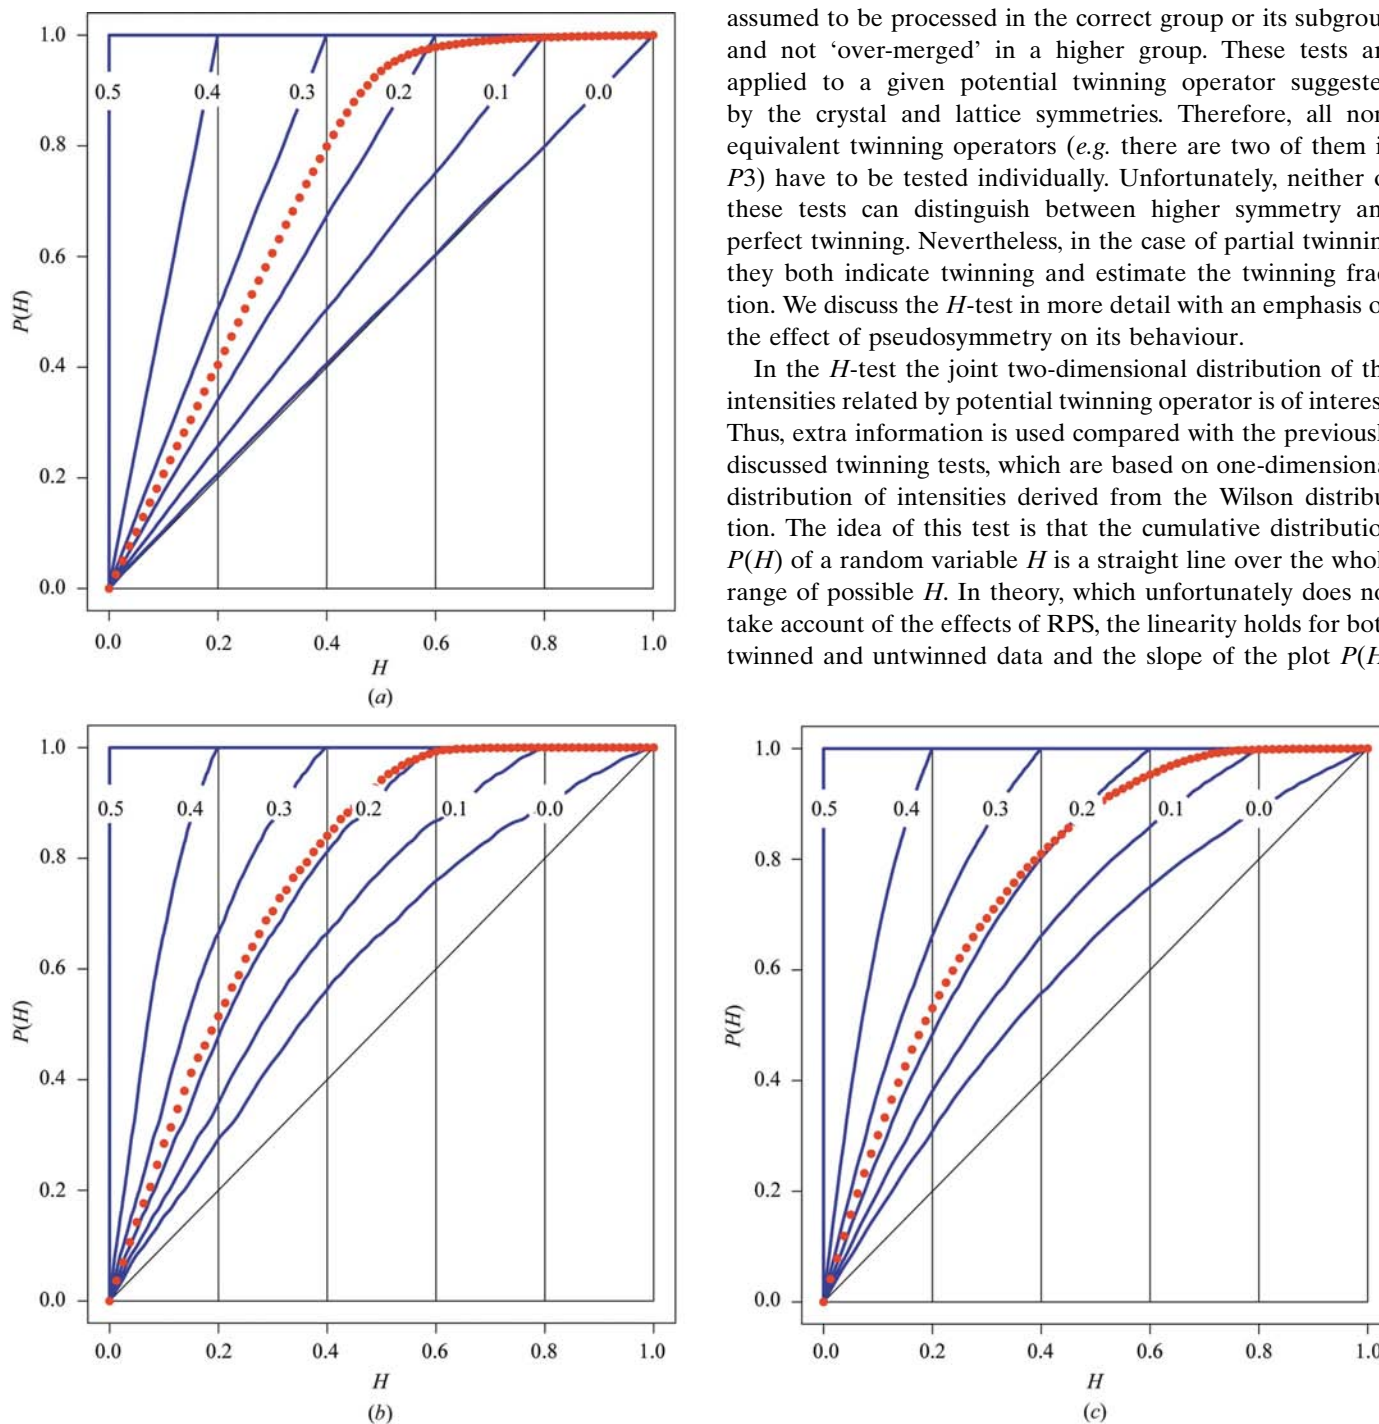 1.0
0.8
0.6
0.4
0.2
0.0
P(H)
0.5 0.4 0.3 0.2 0.1 0.0
0.0 0.2 0.4 0.6 0.8 1.0
H
(a)
assumed to be processed in the correct group or its subgrou
and not ‘over-merged’ in a higher group. These tests ar
applied to a given potential twinning operator suggeste
by the crystal and lattice symmetries. Therefore, all non
equivalent twinning operators (e.g. there are two of them i
P3) have to be tested individually. Unfortunately, neither o
these tests can distinguish between higher symmetry an
perfect twinning. Nevertheless, in the case of partial twinnin
they both indicate twinning and estimate the twinning frac
tion. We discuss the H-test in more detail with an emphasis o
the effect of pseudosymmetry on its behaviour.
In the H-test the joint two-dimensional distribution of th
intensities related by potential twinning operator is of interes
Thus, extra information is used compared with the previousl
discussed twinning tests, which are based on one-dimensiona
distribution of intensities derived from the Wilson distribu
tion. The idea of this test is that the cumulative distributio
P(H) of a random variable H is a straight line over the whol
range of possible H. In theory, which unfortunately does no
take account of the effects of RPS, the linearity holds for bot
twinned and untwinned data and the slope of the plot P(H
1.0
0.8
0.6
0.4
0.2
0.0
P(H)
0.5 0.4 0.3 0.2 0.1 0.0
0.0 0.2 0.4 0.6 0.8 1.0
H
(b)
1.0
0.8
0.6
0.4
0.2
0.0
P(H)
0.5 0.4 0.3 0.2 0.1 0.0
0.0 0.2 0.4 0.6 0.8 1.0
H
(c)